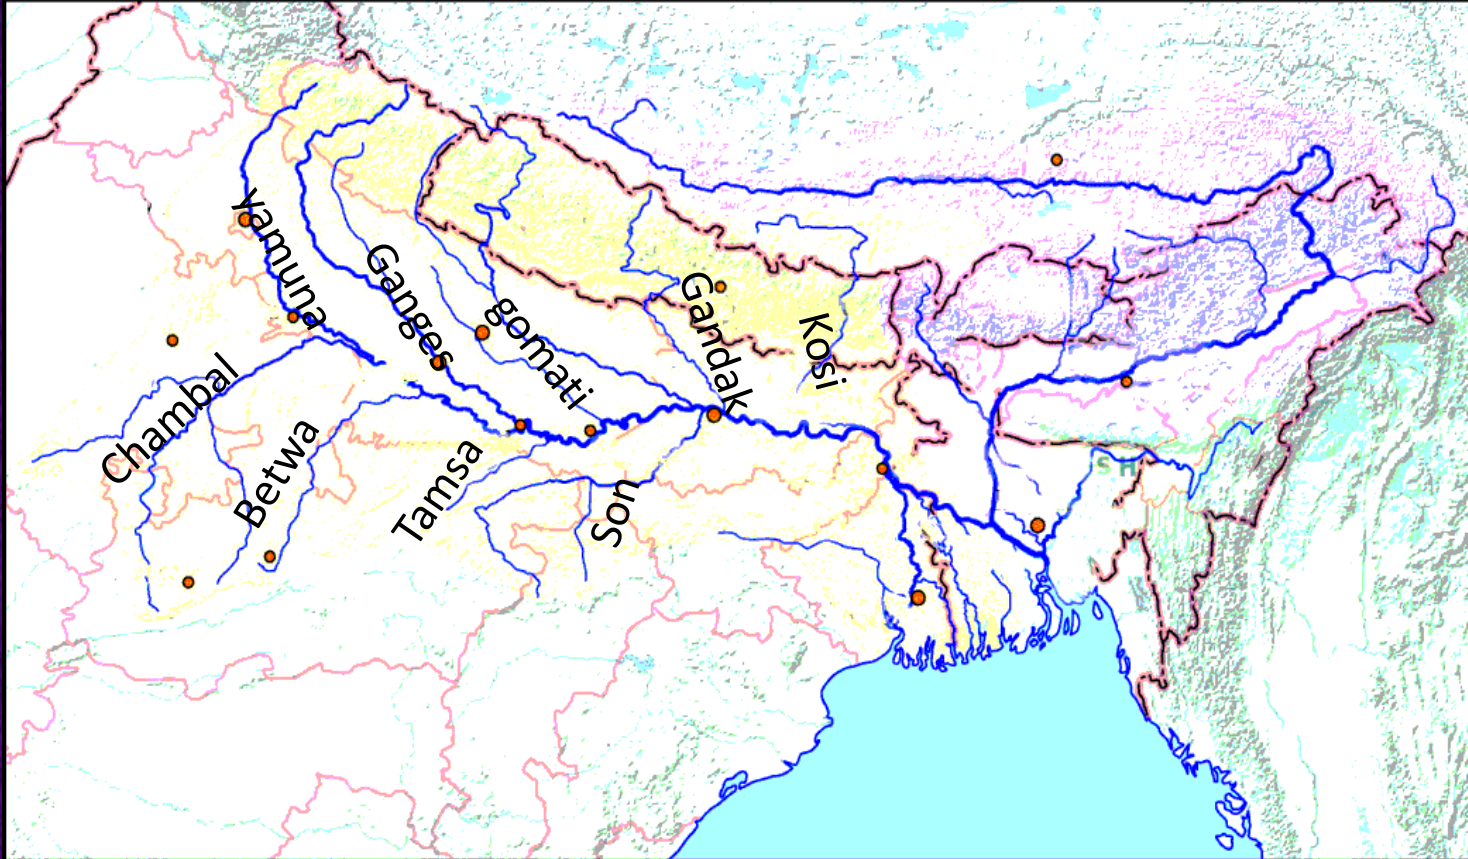 yamuna
Ganges
gomati
Gandak
Kosi
Chambal
Betwa
Tamsa
Son
S H